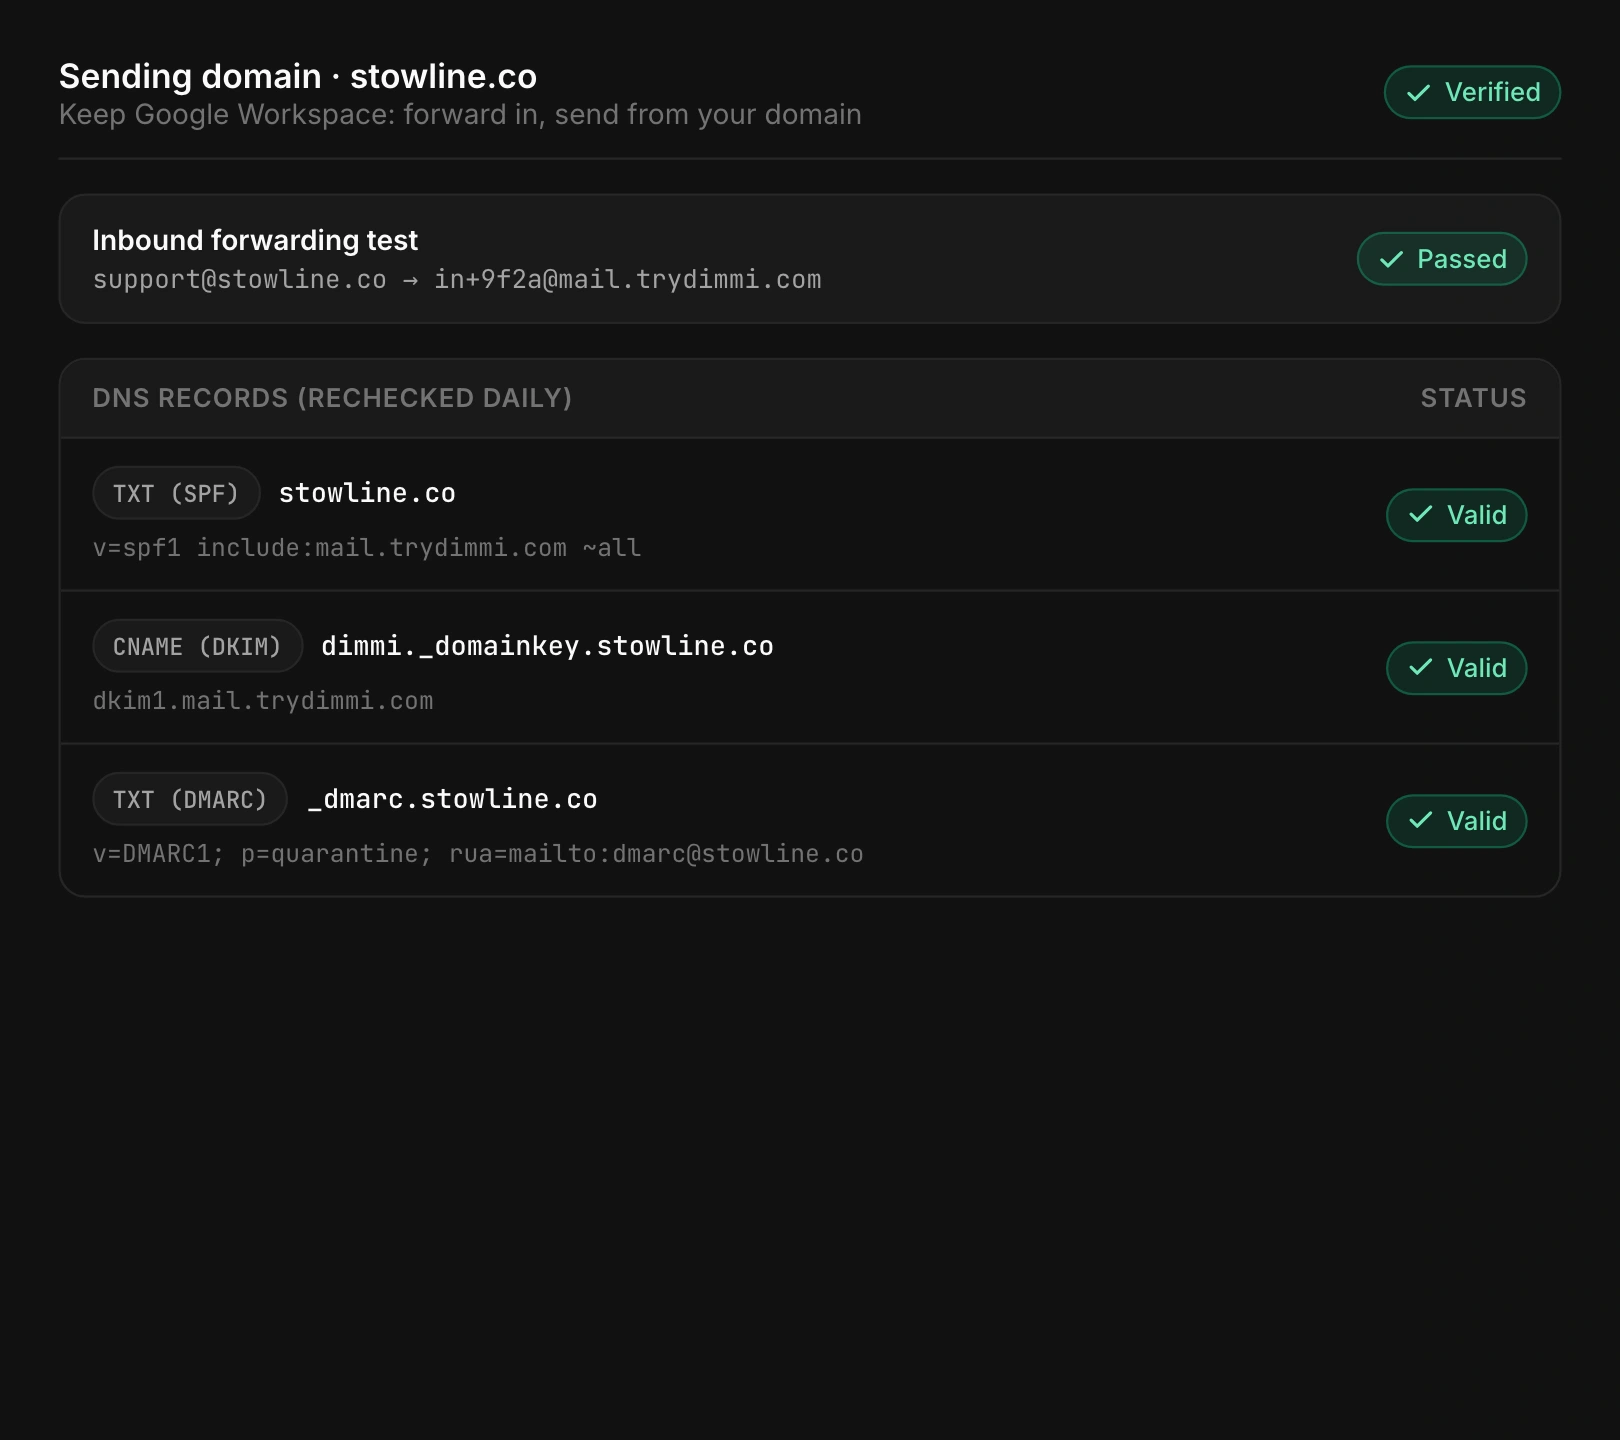 Sending domain · stowline.co
Keep Google Workspace: forward in, send from your domain
Verified
Inbound forwarding test
support@stowline.co → in+9f2a@mail.trydimmi.com
Passed
DNS RECORDS (RECHECKED DAILY)
STATUS
TXT (SPF) stowline.co
v=spf1 include:mail.trydimmi.com ~all
Valid
CNAME (DKIM) dimmi._domainkey.stowline.co
dkim1.mail.trydimmi.com
Valid
TXT (DMARC) _dmarc.stowline.co
v=DMARC1; p=quarantine; rua=mailto:dmarc@stowline.co
Valid